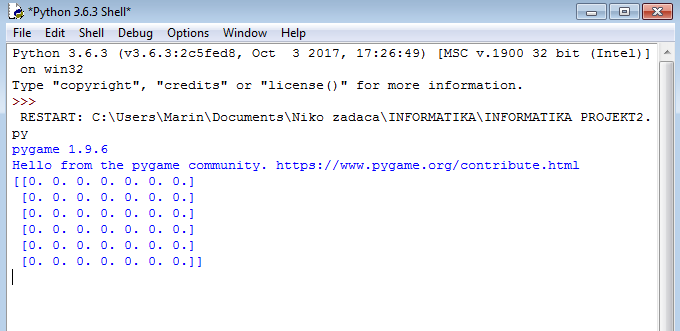 *Python 3.6.3 Shell*
File Edit Shell Debug Options Window Help
Python 3.6.3 (v3.6.3:2c5fed8, Oct  3 2017, 17:26:49) [MSC v.1900 32 bit (Intel)]
 on win32
Type "copyright", "credits" or "license()" for more information.
>>>
 RESTART: C:\Users\Marin\Documents\Niko zadaca\INFORMATIKA\INFORMATIKA PROJEKT2.
py
pygame 1.9.6
Hello from the pygame community. https://www.pygame.org/contribute.html
[[0. 0. 0. 0. 0. 0. 0.]
 [0. 0. 0. 0. 0. 0. 0.]
 [0. 0. 0. 0. 0. 0. 0.]
 [0. 0. 0. 0. 0. 0. 0.]
 [0. 0. 0. 0. 0. 0. 0.]
 [0. 0. 0. 0. 0. 0. 0.]]